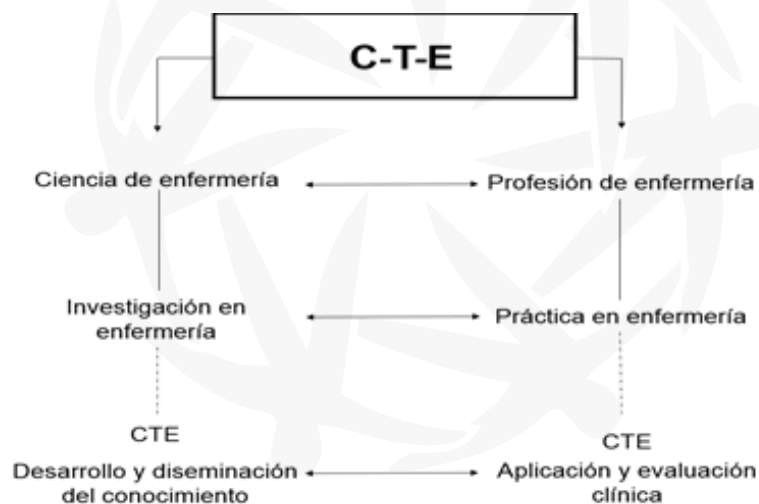 C-T-E
Ciencia de enfermería
Profesión de enfermería
Investigación en
enfermería
Práctica en enfermería
CTE
Desarrollo y diseminación
del conocimiento
CTE
Aplicación y evaluación
clínica